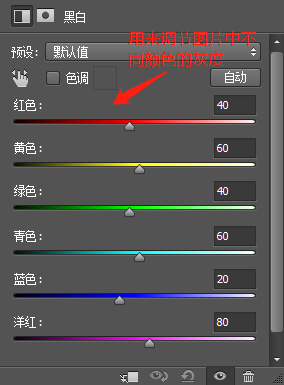 黑白
用来调节图片中不
同颜色的灰度
预设: 默认值
色调 自动
红色: 40
黄色: 60
绿色: 40
青色: 60
蓝色: 20
洋红: 80